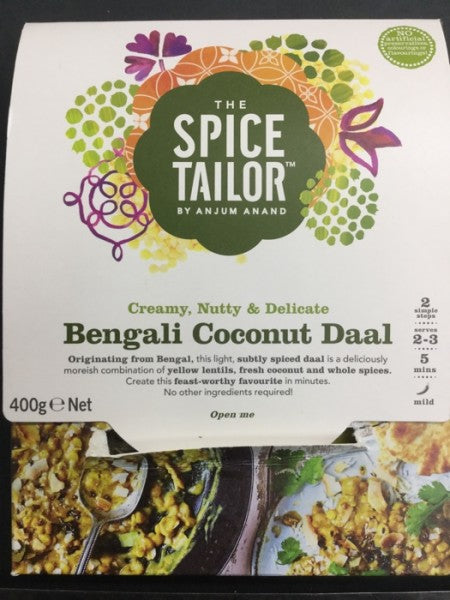 NO
artificial
preservatives,
colourings or
flavourings!
THE
SPICE
TAILOR™
BY ANJUM ANAND
Creamy, Nutty & Delicate
Bengali Coconut Daal
Originating from Bengal, this light, subtly spiced daal is a deliciously
moreish combination of yellow lentils, fresh coconut and whole spices.
Create this feast-worthy favourite in minutes.
No other ingredients required!
2
simple
steps
serves
2-3
5
mins
mild
400g ℮ Net
Open me